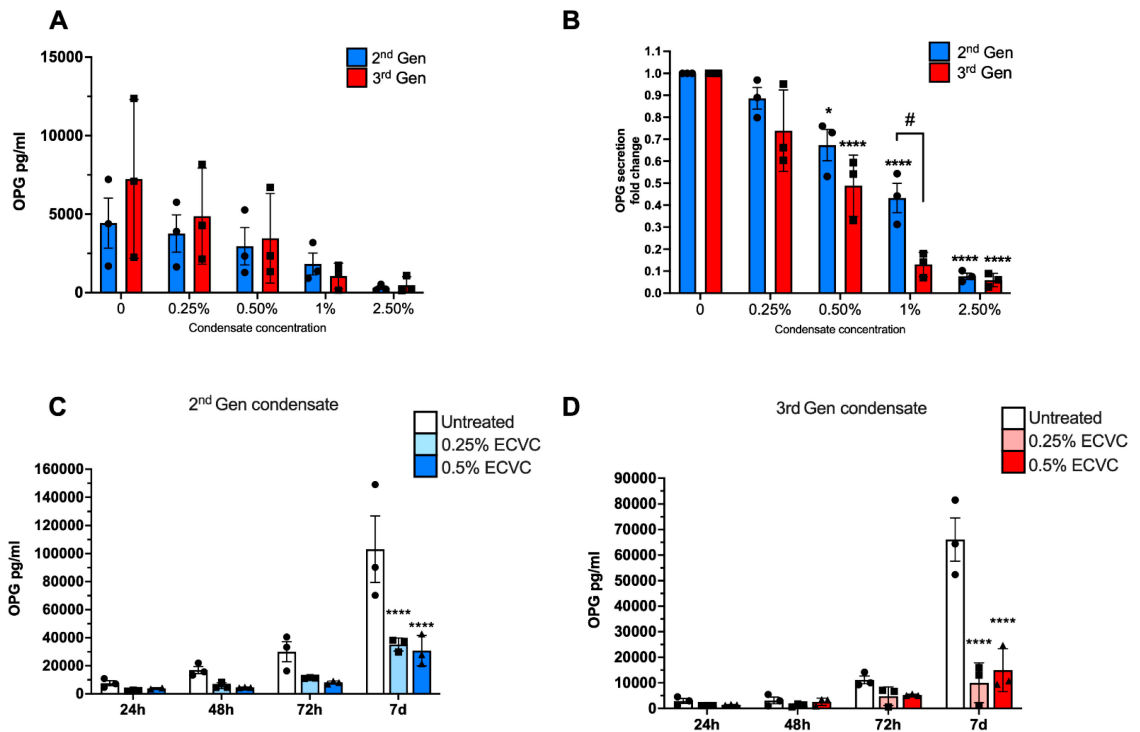 A
2nd Gen
3rd Gen
15000
10000
5000
0
OPG pg/ml
0 0.25% 0.50% 1% 2.50%
Condensate concentration
B
2nd Gen
3rd Gen
1.1
1.0
0.9
0.8
0.7
0.6
0.5
0.4
0.3
0.2
0.1
0.0
OPG secretion
fold change
* **** **** # **** ****
0 0.25% 0.50% 1% 2.50%
Condensate concentration
C
2nd Gen condensate
Untreated
0.25% ECVC
0.5% ECVC
160000
140000
120000
100000
80000
60000
40000
20000
0
OPG pg/ml
**** ****
24h 48h 72h 7d
D
3rd Gen condensate
Untreated
0.25% ECVC
0.5% ECVC
90000
80000
70000
60000
50000
40000
30000
20000
10000
0
OPG pg/ml
**** ****
24h 48h 72h 7d